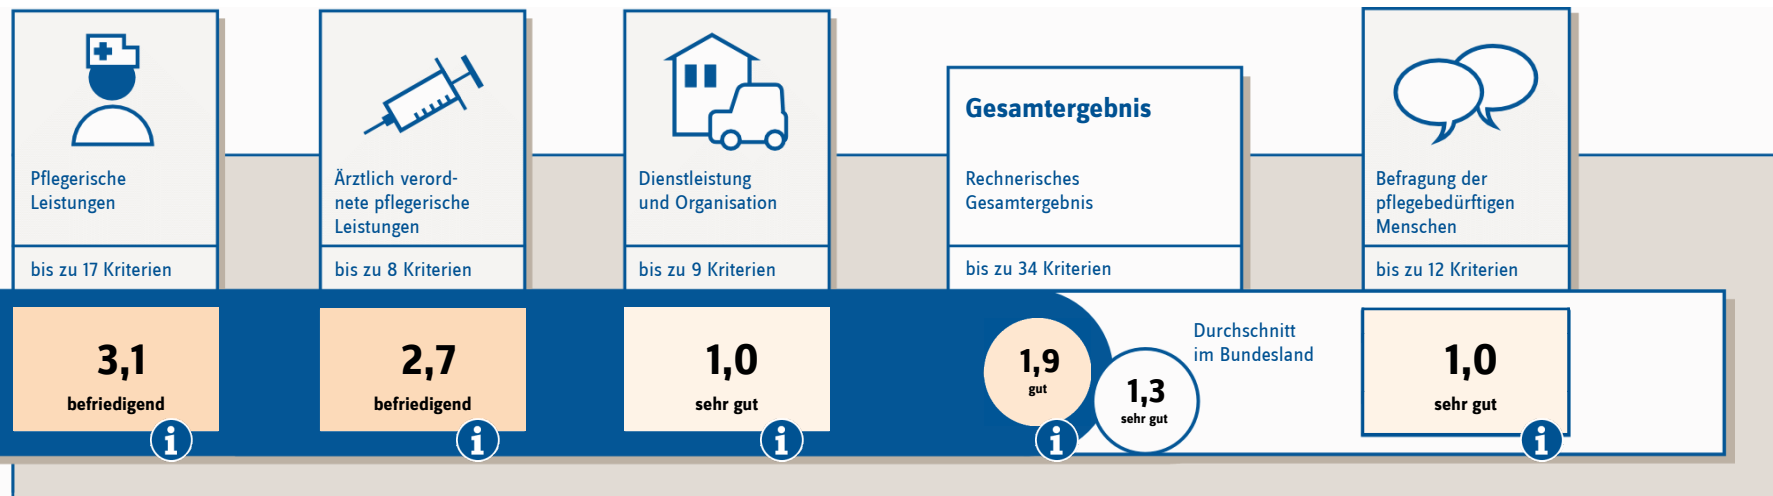 Pflegerische
Leistungen
bis zu 17 Kriterien
3,1
befriedigend
i
Ärztlich verord-
nete pflegerische
Leistungen
bis zu 8 Kriterien
2,7
befriedigend
i
Dienstleistung
und Organisation
bis zu 9 Kriterien
1,0
sehr gut
i
Gesamtergebnis
Rechnerisches
Gesamtergebnis
bis zu 34 Kriterien
1,9
gut
i
1,3
sehr gut
Durchschnitt
im Bundesland
Befragung der
pflegebedürftigen
Menschen
bis zu 12 Kriterien
1,0
sehr gut
i